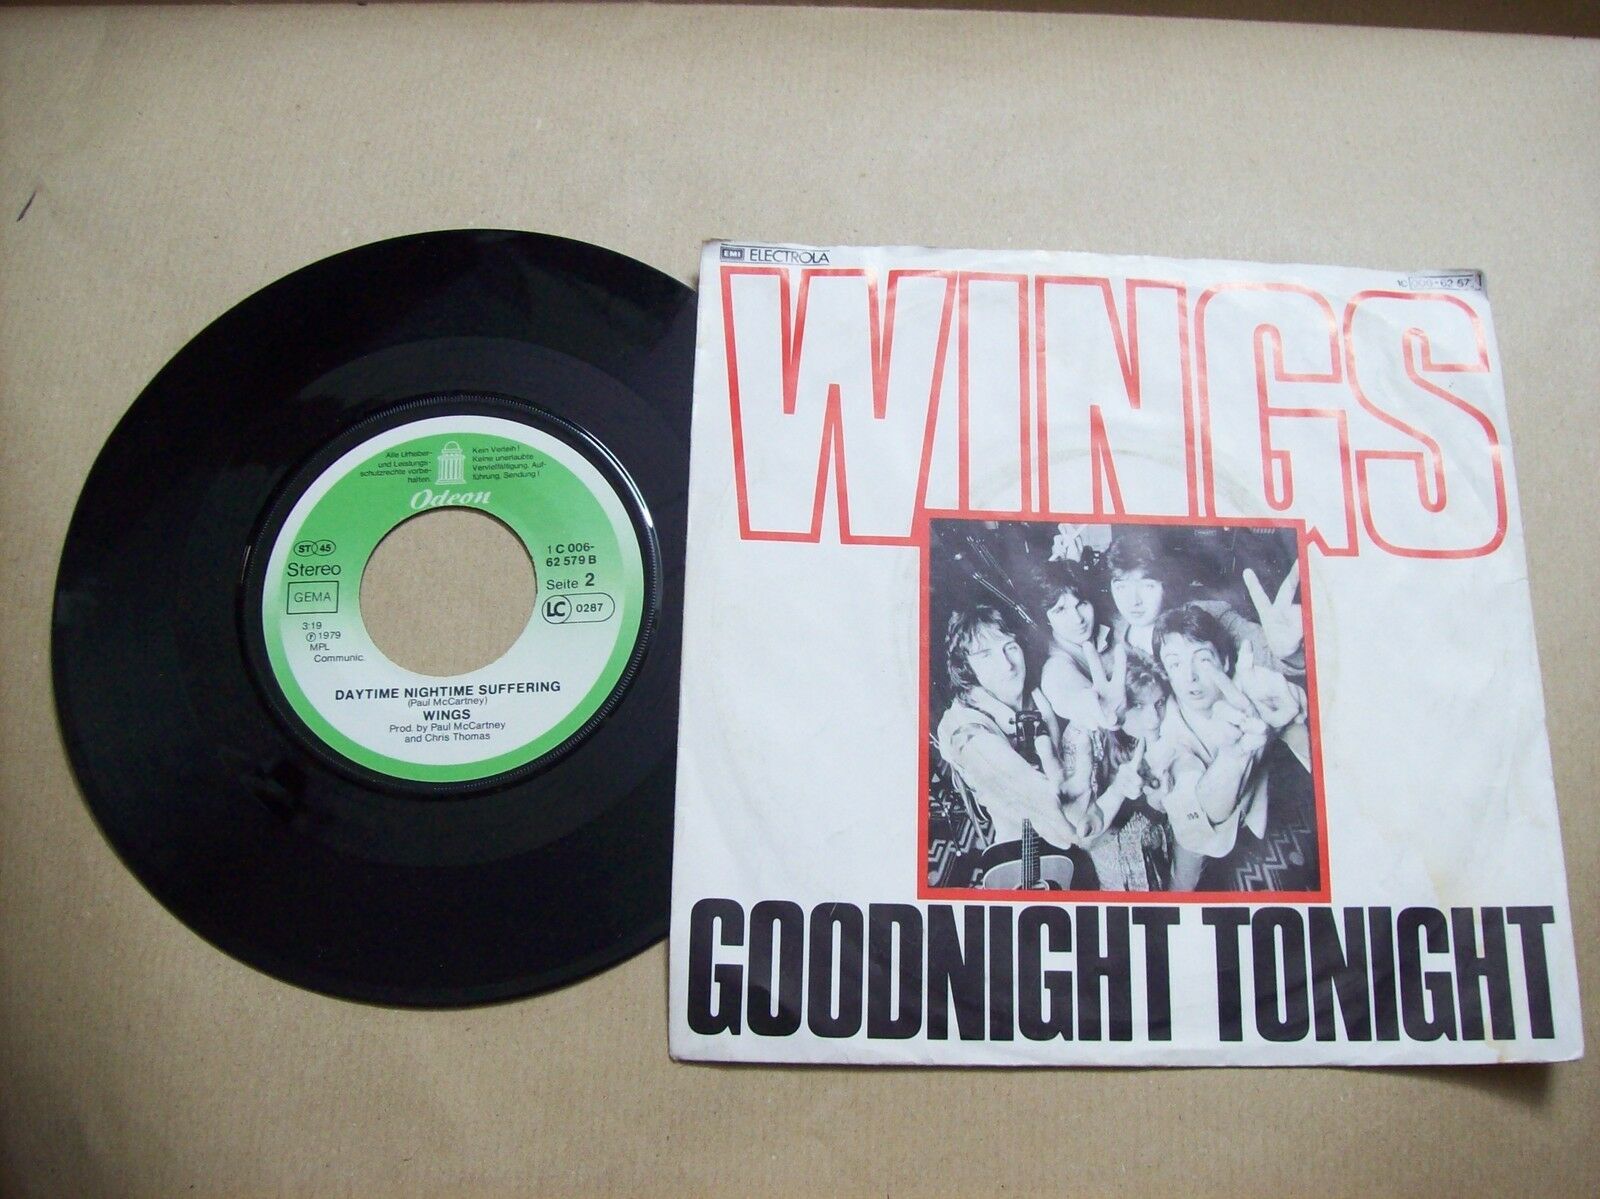 Alle Urheber-
und Leistungs-
schutzrechte vorbe-
halten.
Kein Verleih!
Keine unerlaubte
Vervielfältigung, Auf-
führung, Sendung!
Odeon
ST 45
Stereo
GEMA
3:19
℗ 1979
MPL
Communic.
1 C 006-
62 579 B
Seite 2
LC 0287
DAYTIME NIGHTIME SUFFERING
(Paul McCartney)
WINGS
Prod. by Paul McCartney
and Chris Thomas
EMI ELECTROLA
1C 006-62 57
WINGS
GOODNIGHT TONIGHT